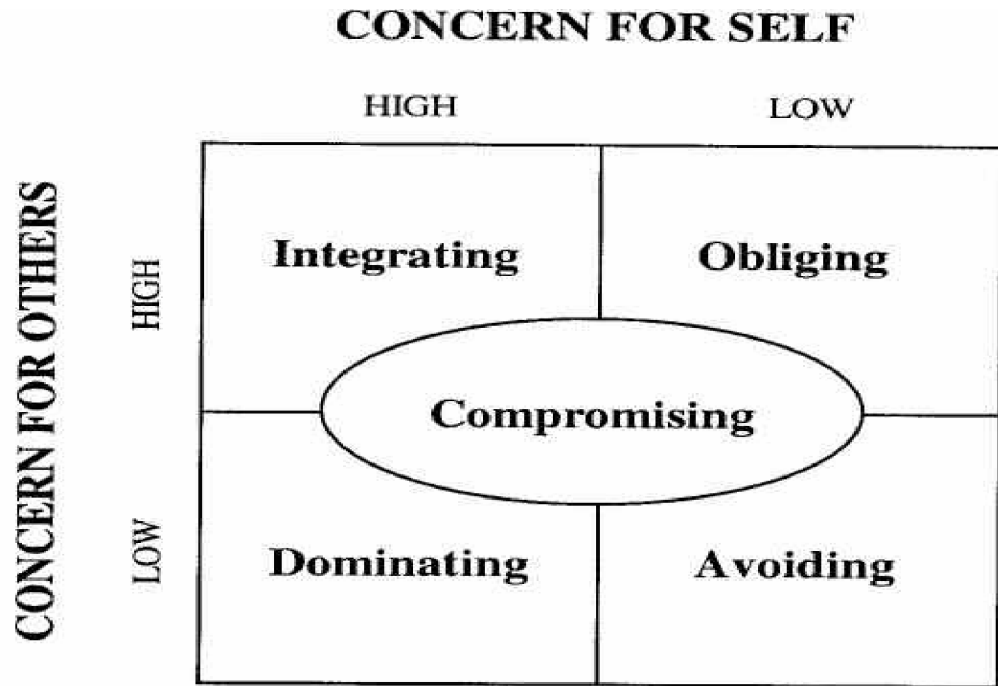 CONCERN FOR SELF
HIGH LOW
CONCERN FOR OTHERS
HIGH
Integrating Obliging
Compromising
LOW
Dominating Avoiding